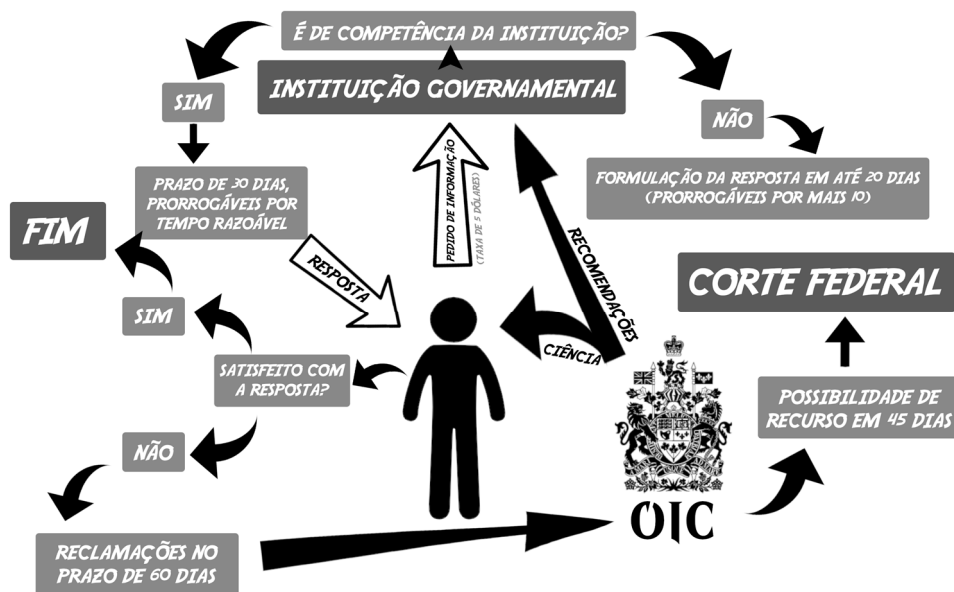 É DE COMPETÊNCIA DA INSTITUIÇÃO?
INSTITUIÇÃO GOVERNAMENTAL
SIM
NÃO
PRAZO DE 30 DIAS,
PRORROGÁVEIS POR
TEMPO RAZOÁVEL
FORMULAÇÃO DA RESPOSTA EM ATÉ 20 DIAS
(PRORROGÁVEIS POR MAIS 10)
PEDIDO DE INFORMAÇÃO
(TAXA DE 5 DÓLARES)
FIM
RESPOSTA
RECOMENDAÇÕES
CIÊNCIA
CORTE FEDERAL
SIM
SATISFEITO COM
A RESPOSTA?
POSSIBILIDADE DE
RECURSO EM 45 DIAS
NÃO
OIC
RECLAMAÇÕES NO
PRAZO DE 60 DIAS